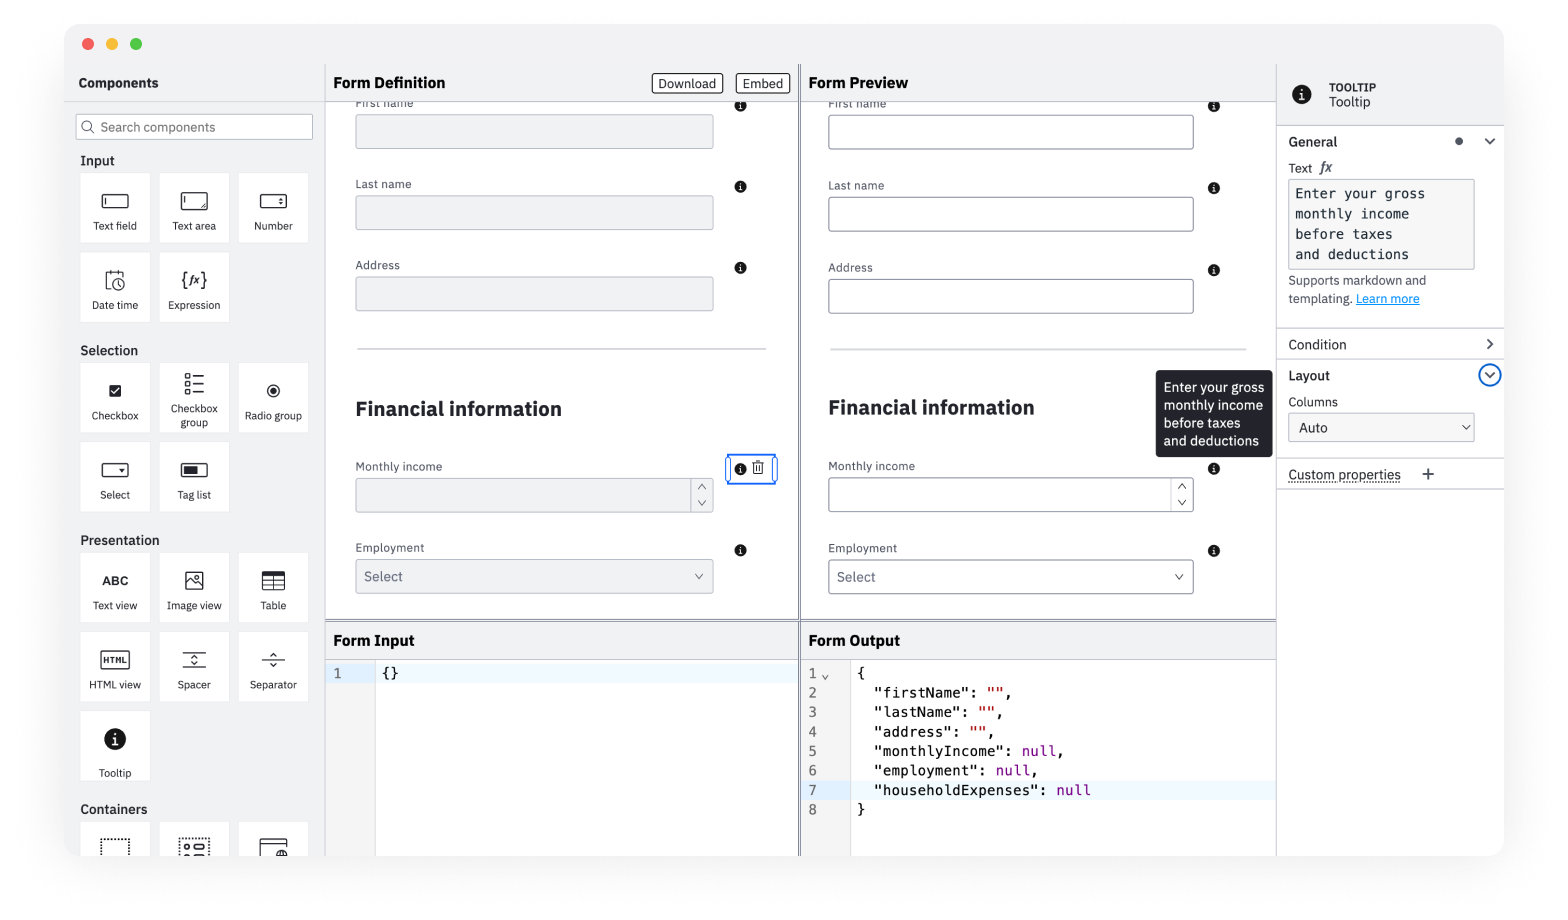 Components
Search components
Input
Text field
Text area
Number
Date time
{fx}
Expression
Selection
Checkbox
Checkbox
group
Radio group
Select
Tag list
Presentation
ABC
Text view
Image view
Table
HTML
HTML view
Spacer
Separator
Tooltip
Containers
Form Definition
Download
Embed
First name
Last name
Address
Financial information
Monthly income
Employment
Select
Form Preview
First name
Last name
Address
Financial information
Enter your gross
monthly income
before taxes
and deductions
Monthly income
Employment
Select
Form Input
1 {}
Form Output
1 {
2 "firstName": "",
3 "lastName": "",
4 "address": "",
5 "monthlyIncome": null,
6 "employment": null,
7 "householdExpenses": null
8 }
TOOLTIP
Tooltip
General
Text fx
Enter your gross
monthly income
before taxes
and deductions
Supports markdown and
templating. Learn more
Condition
Layout
Columns
Auto
Custom properties +